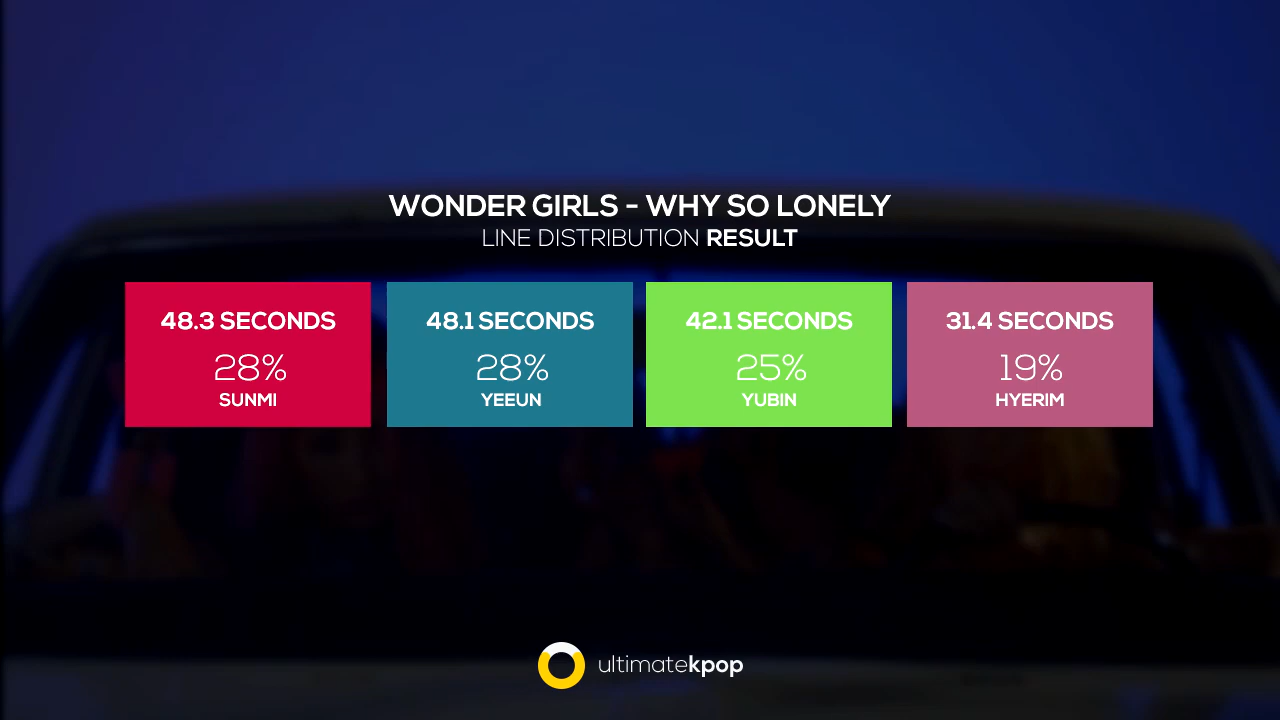 WONDER GIRLS - WHY SO LONELY
LINE DISTRIBUTION RESULT
48.3 SECONDS
28%
SUNMI
48.1 SECONDS
28%
YEEUN
42.1 SECONDS
25%
YUBIN
31.4 SECONDS
19%
HYERIM
ultimatekpop